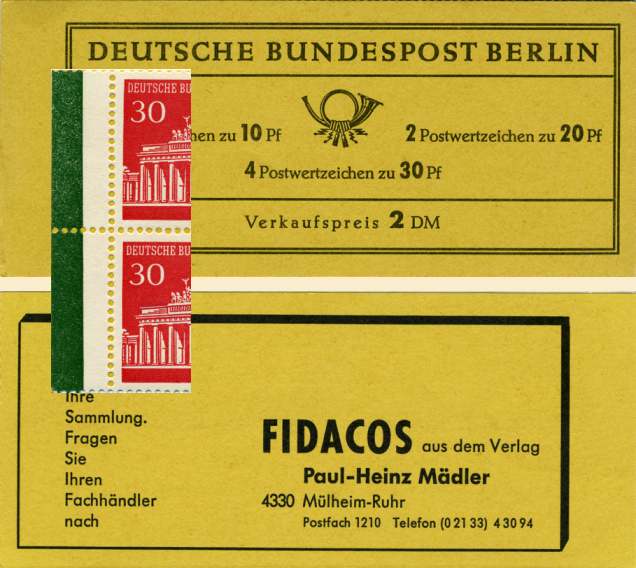 DEUTSCHE BUNDESPOST BERLIN
zu 10 Pf
2 Postwertzeichen zu 20 Pf
4 Postwertzeichen zu 30 Pf
Verkaufspreis 2 DM
DEUTSCHE BU
30
DEUTSCHE BU
30
Ihre
Sammlung.
Fragen
Sie
Ihren
Fachhändler
nach
FIDACOS aus dem Verlag
Paul-Heinz Mädler
4330 Mülheim-Ruhr
Postfach 1210 Telefon (0 21 33) 4 30 94